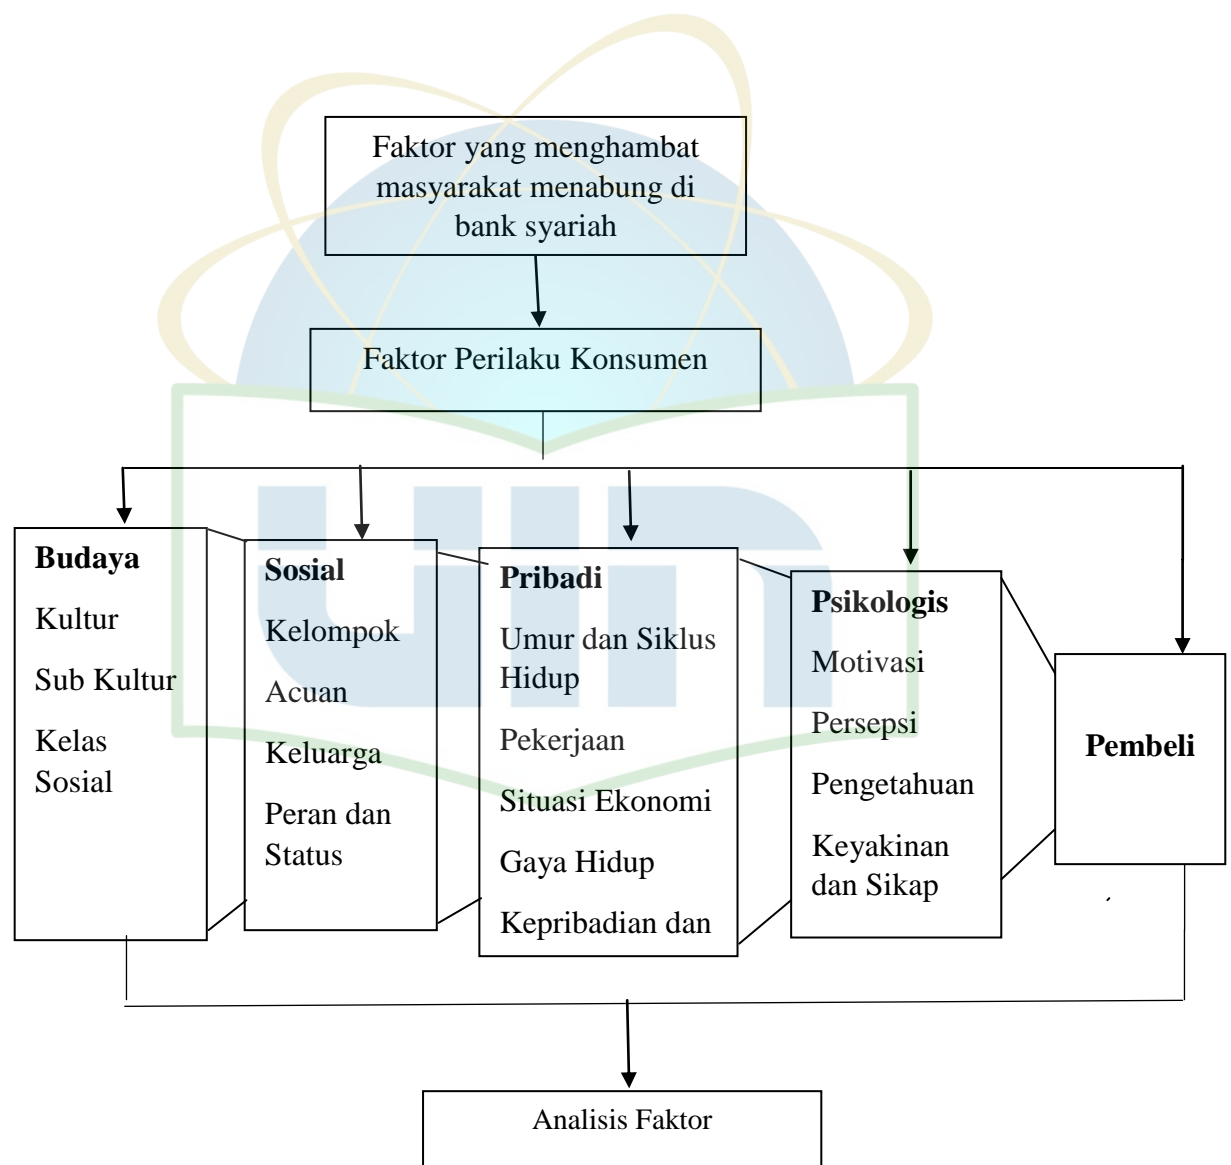 Faktor yang menghambat
masyarakat menabung di
bank syariah
Faktor Perilaku Konsumen
Budaya
Kultur
Sub Kultur
Kelas
Sosial
Sosial
Kelompok
Acuan
Keluarga
Peran dan
Status
Pribadi
Umur dan Siklus
Hidup
Pekerjaan
Situasi Ekonomi
Gaya Hidup
Kepribadian dan
Psikologis
Motivasi
Persepsi
Pengetahuan
Keyakinan
dan Sikap
Pembeli
Analisis Faktor
uin